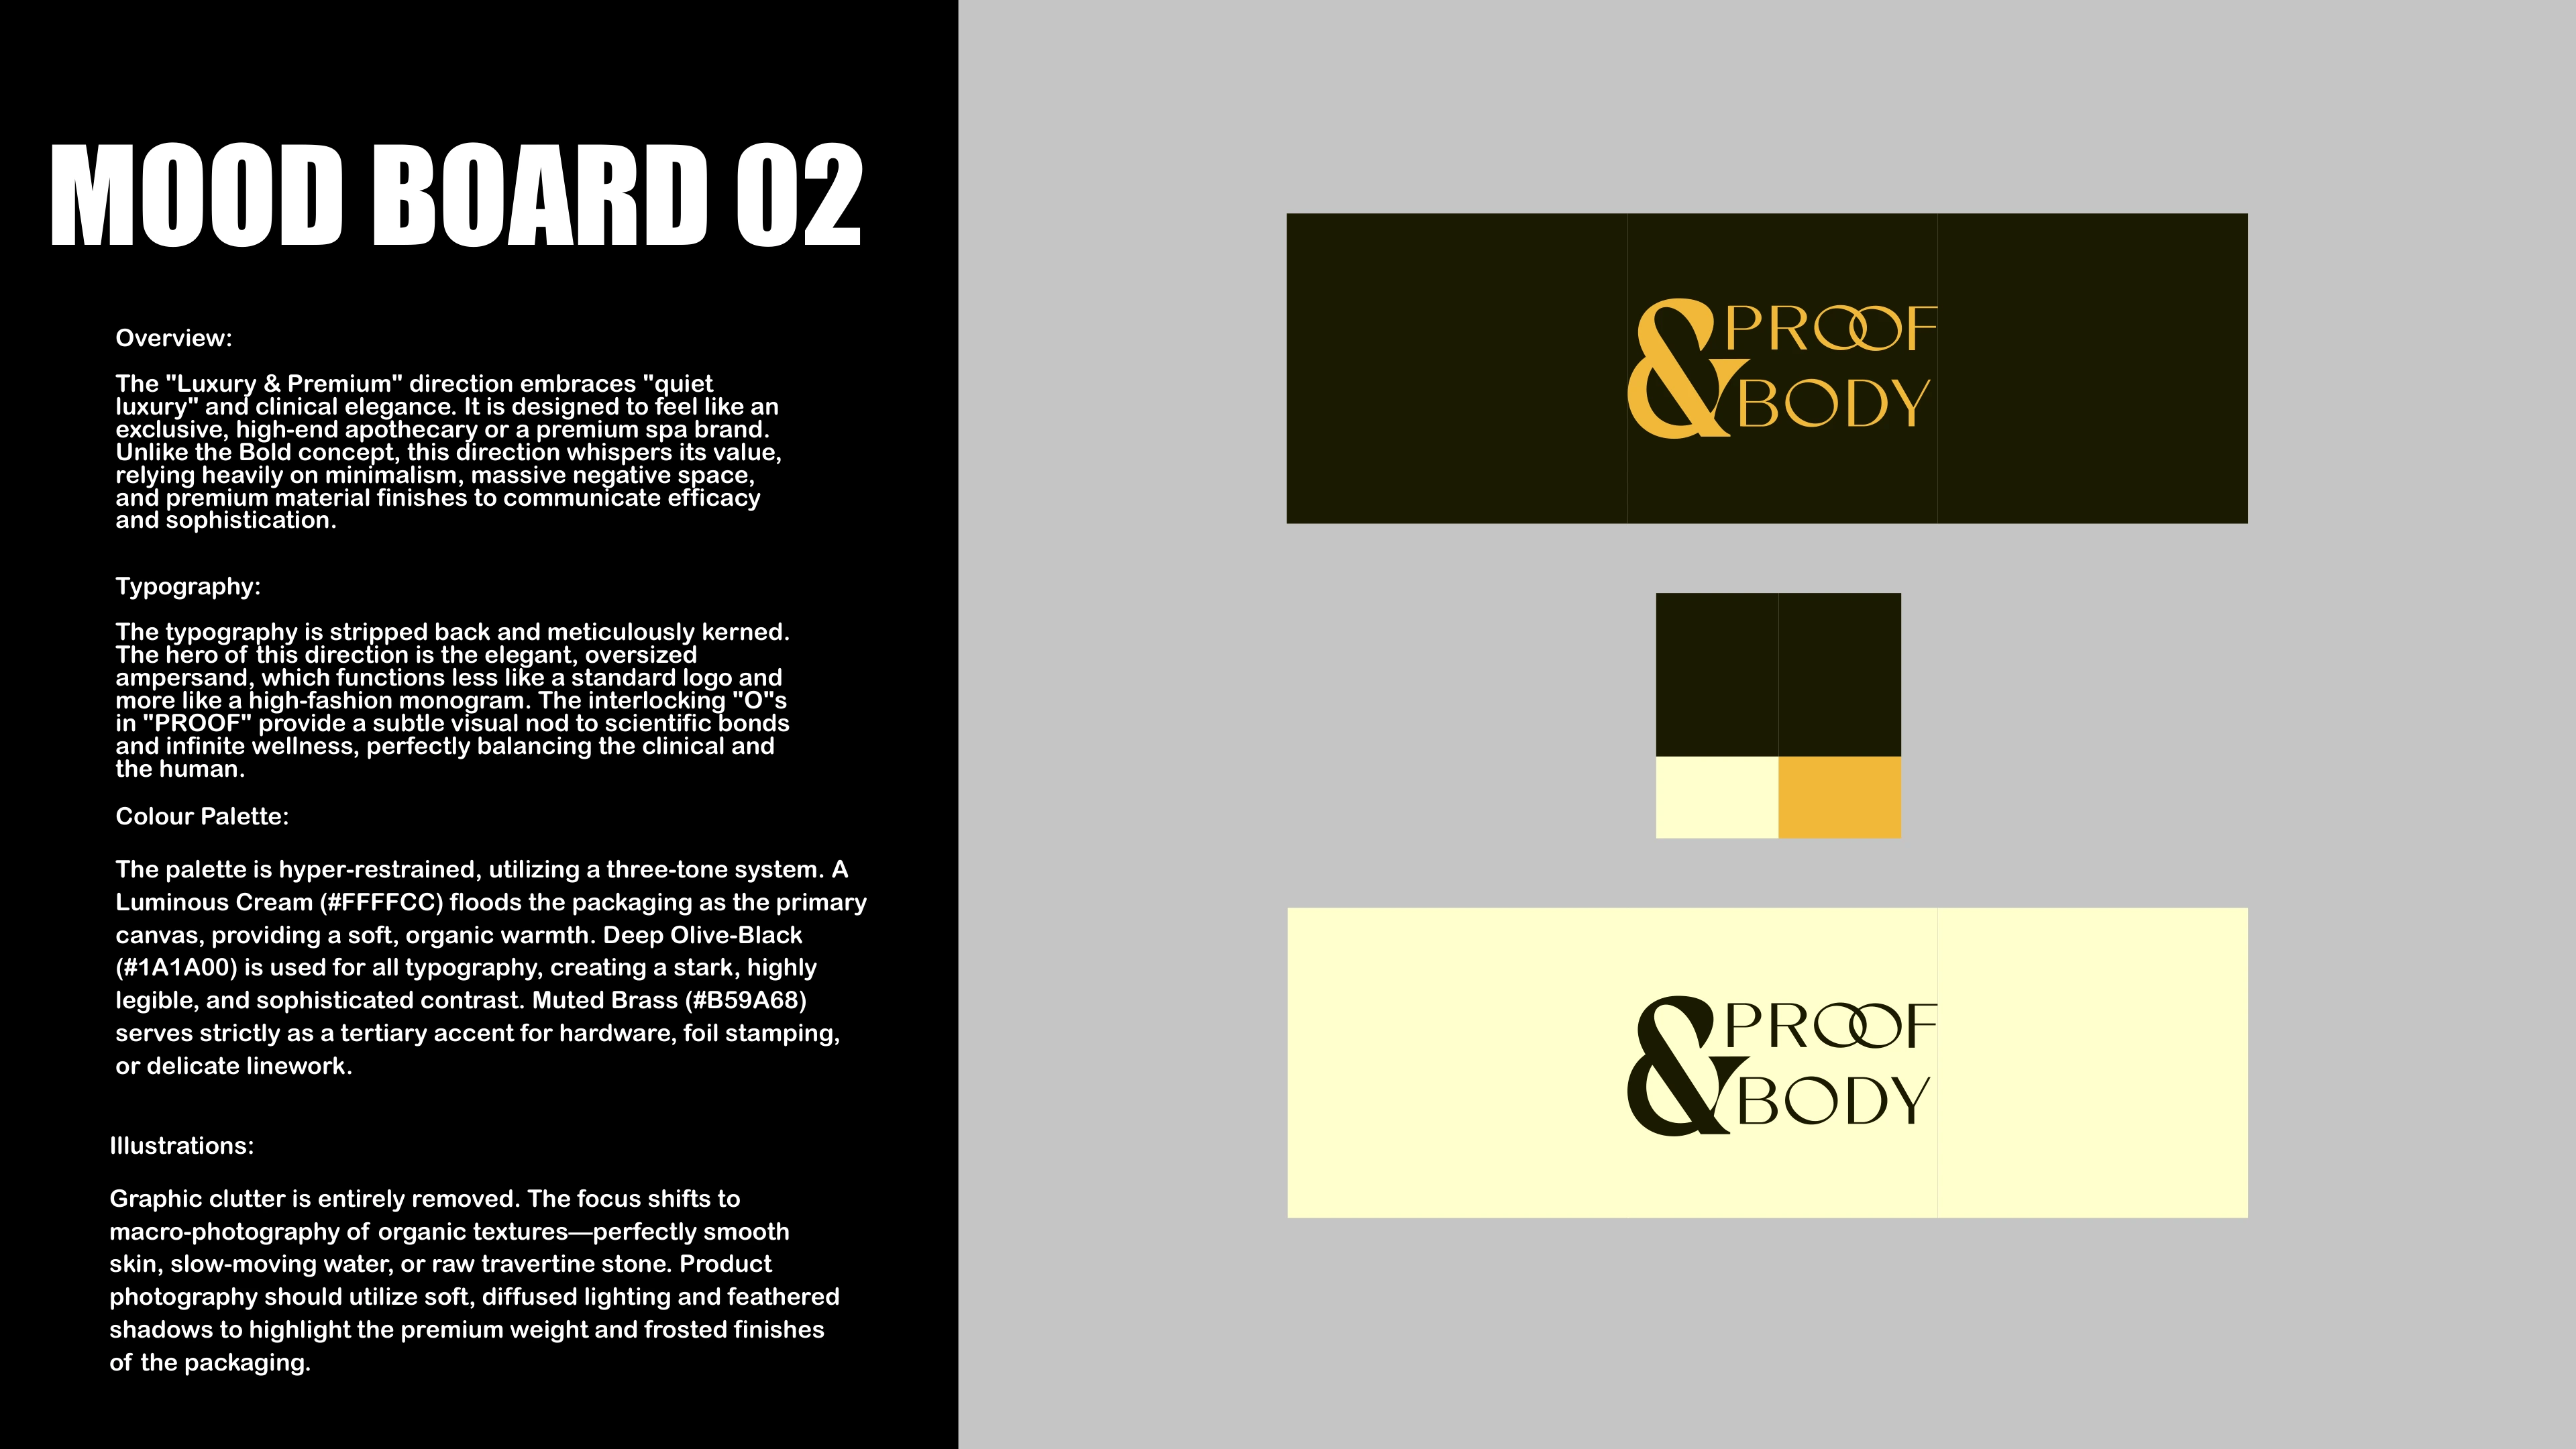 MOOD BOARD 02
Overview:
The "Luxury & Premium" direction embraces "quiet
luxury" and clinical elegance. It is designed to feel like an
exclusive, high-end apothecary or a premium spa brand.
Unlike the Bold concept, this direction whispers its value,
relying heavily on minimalism, massive negative space,
and premium material finishes to communicate efficacy
and sophistication.
Typography:
The typography is stripped back and meticulously kerned.
The hero of this direction is the elegant, oversized
ampersand, which functions less like a standard logo and
more like a high-fashion monogram. The interlocking "O"s
in "PROOF" provide a subtle visual nod to scientific bonds
and infinite wellness, perfectly balancing the clinical and
the human.
Colour Palette:
The palette is hyper-restrained, utilizing a three-tone system. A
Luminous Cream (#FFFFCC) floods the packaging as the primary
canvas, providing a soft, organic warmth. Deep Olive-Black
(#1A1A00) is used for all typography, creating a stark, highly
legible, and sophisticated contrast. Muted Brass (#B59A68)
serves strictly as a tertiary accent for hardware, foil stamping,
or delicate linework.
Illustrations:
Graphic clutter is entirely removed. The focus shifts to
macro-photography of organic textures—perfectly smooth
skin, slow-moving water, or raw travertine stone. Product
photography should utilize soft, diffused lighting and feathered
shadows to highlight the premium weight and frosted finishes
of the packaging.
& PROOF
BODY
& PROOF
BODY